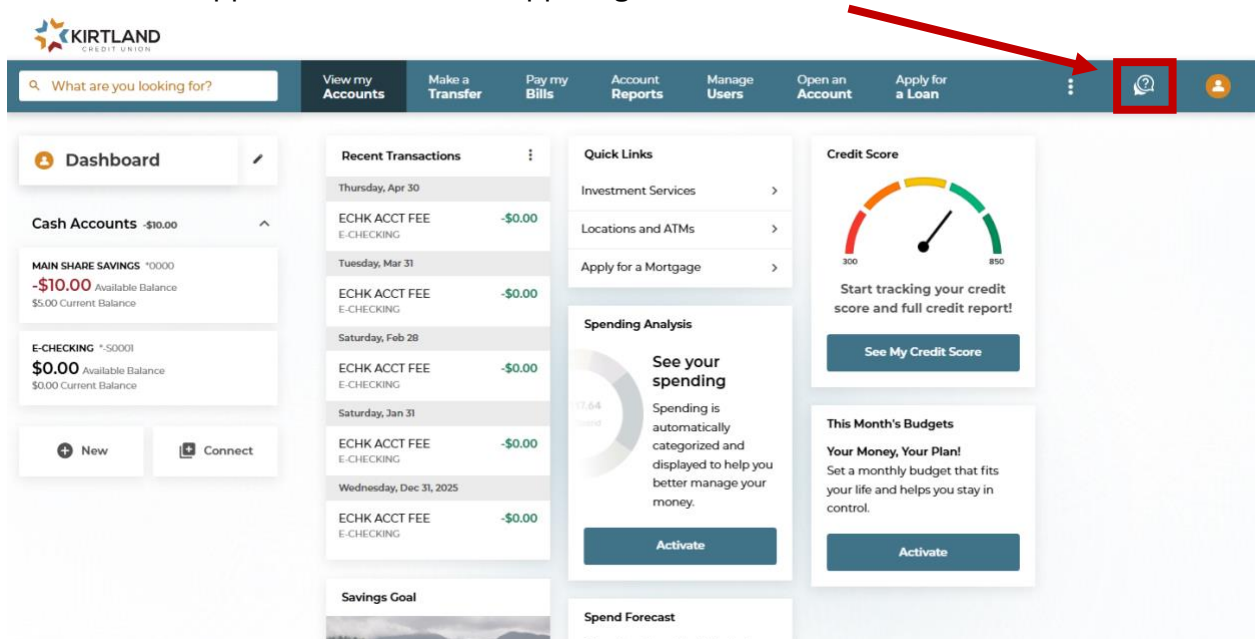 KIRTLAND
CREDIT UNION
What are you looking for?
View my
Accounts
Make a
Transfer
Pay my
Bills
Account
Reports
Manage
Users
Open an
Account
Apply for
a Loan
Dashboard
Cash Accounts -$10.00
MAIN SHARE SAVINGS *0000
-$10.00 Available Balance
$5.00 Current Balance
E-CHECKING *-S0001
$0.00 Available Balance
$0.00 Current Balance
New
Connect
Recent Transactions
Thursday, Apr 30
ECHK ACCT FEE -$0.00
E-CHECKING
Tuesday, Mar 31
ECHK ACCT FEE -$0.00
E-CHECKING
Saturday, Feb 28
ECHK ACCT FEE -$0.00
E-CHECKING
Saturday, Jan 31
ECHK ACCT FEE -$0.00
E-CHECKING
Wednesday, Dec 31, 2025
ECHK ACCT FEE -$0.00
E-CHECKING
Savings Goal
Quick Links
Investment Services
Locations and ATMs
Apply for a Mortgage
Spending Analysis
See your
spending
Spending is
automatically
categorized and
displayed to help you
better manage your
money.
Activate
Spend Forecast
Credit Score
300 850
Start tracking your credit
score and full credit report!
See My Credit Score
This Month's Budgets
Your Money, Your Plan!
Set a monthly budget that fits
your life and helps you stay in
control.
Activate